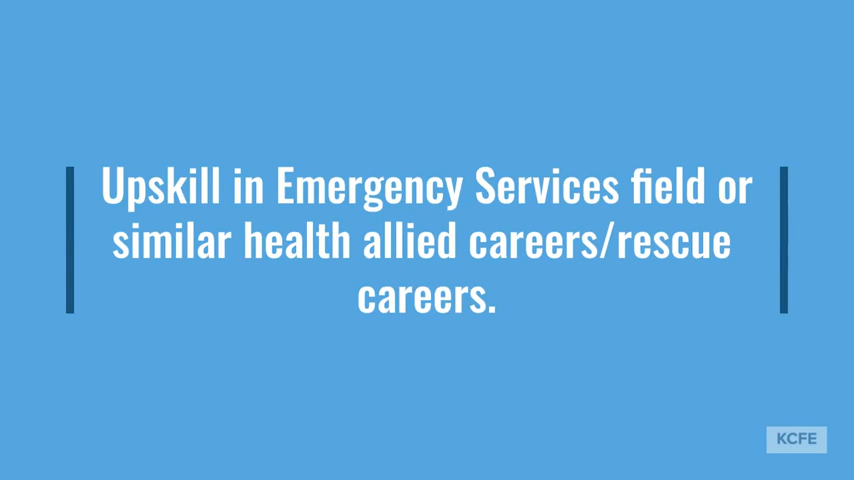 Upskill in Emergency Services field or
similar health allied careers/rescue
careers.
KCFE